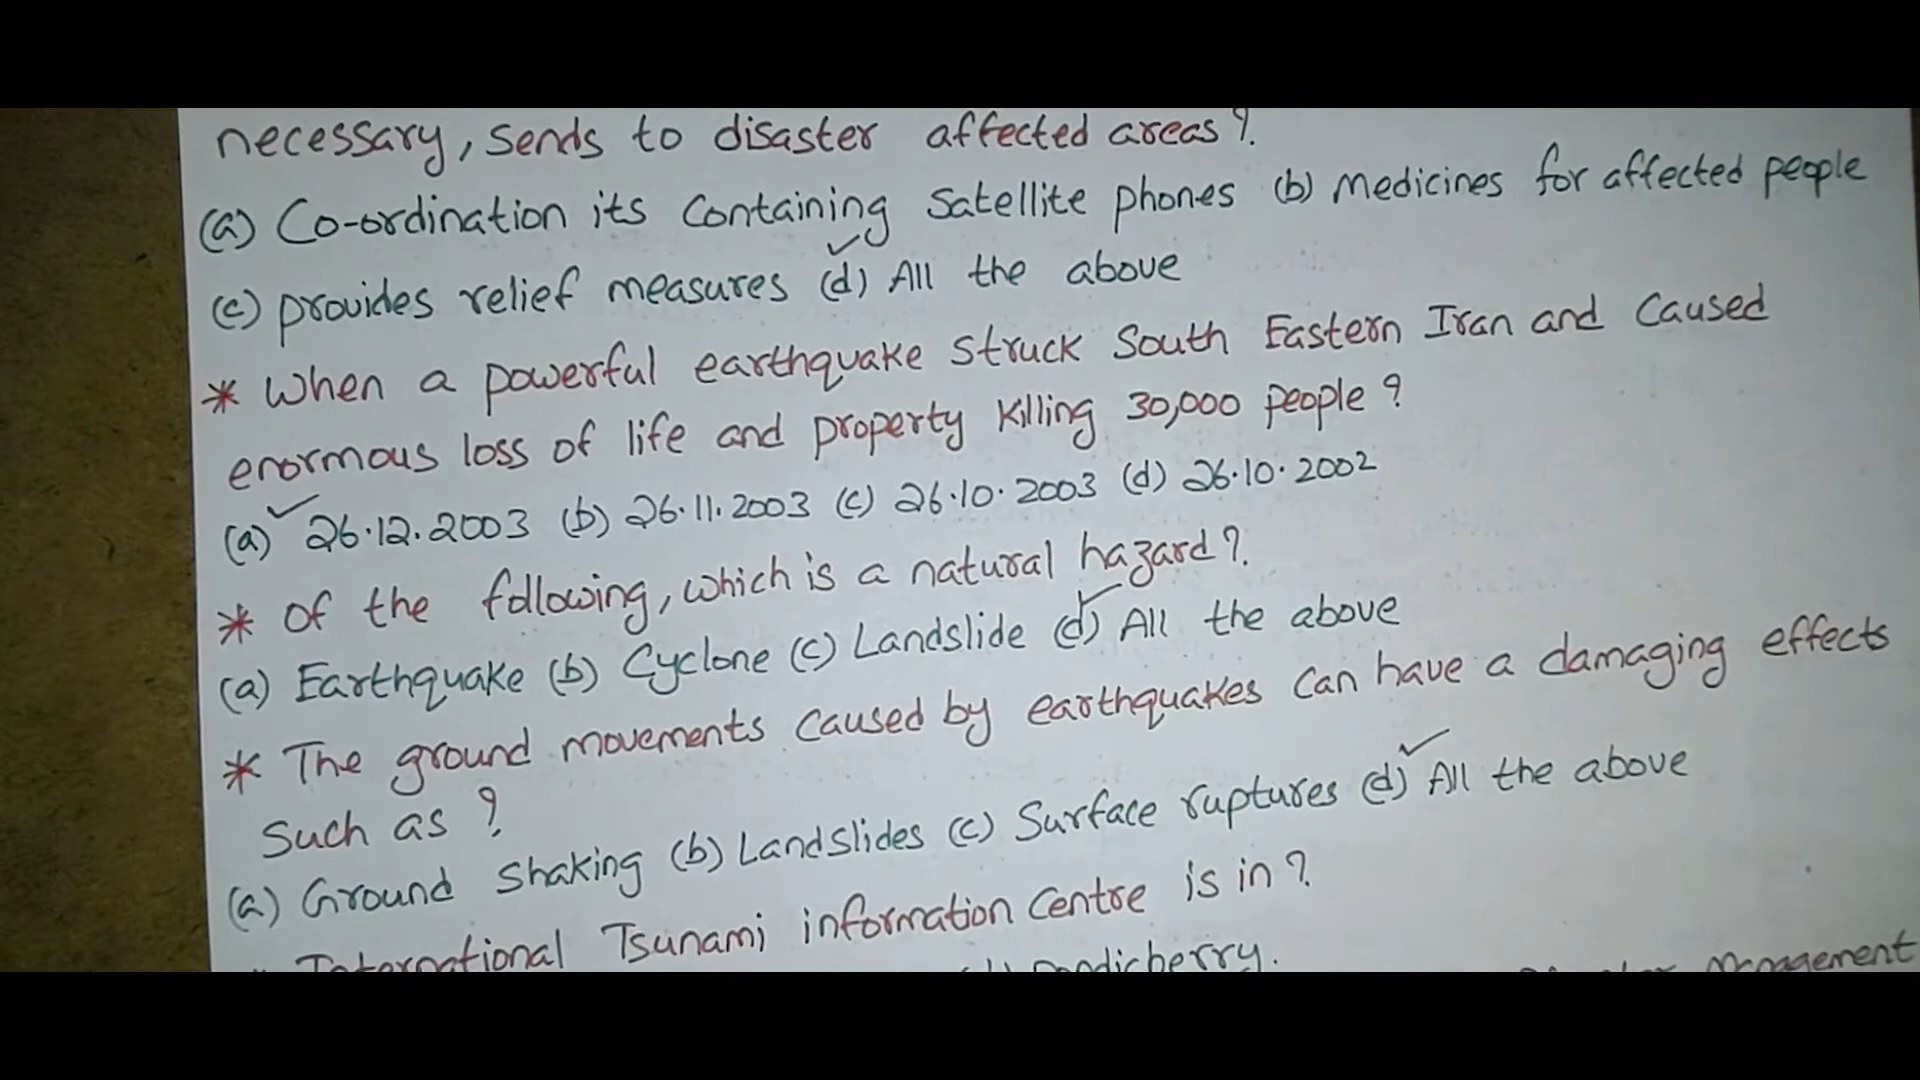 necessary, sends to disaster affected areas?
(a) Co-ordination its Containing Satellite phones (b) Medicines for affected people
(c) provides relief measures (d) All the above
* When a powerful earthquake struck South Eastern Iran and Caused
enormous loss of life and property Killing 30,000 people?
(a) 26.12.2003 (b) 26.11.2003 (c) 26.10.2003 (d) 26.10.2002
* Of the following, which is a natural hazard?
(a) Earthquake (b) Cyclone (c) Landslide (d) All the above
* The ground movements caused by earthquakes can have a damaging effects
such as?
(a) Ground Shaking (b) Landslides (c) Surface ruptures (d) All the above
International Tsunami information Centre is in?
Pondicherry. Management